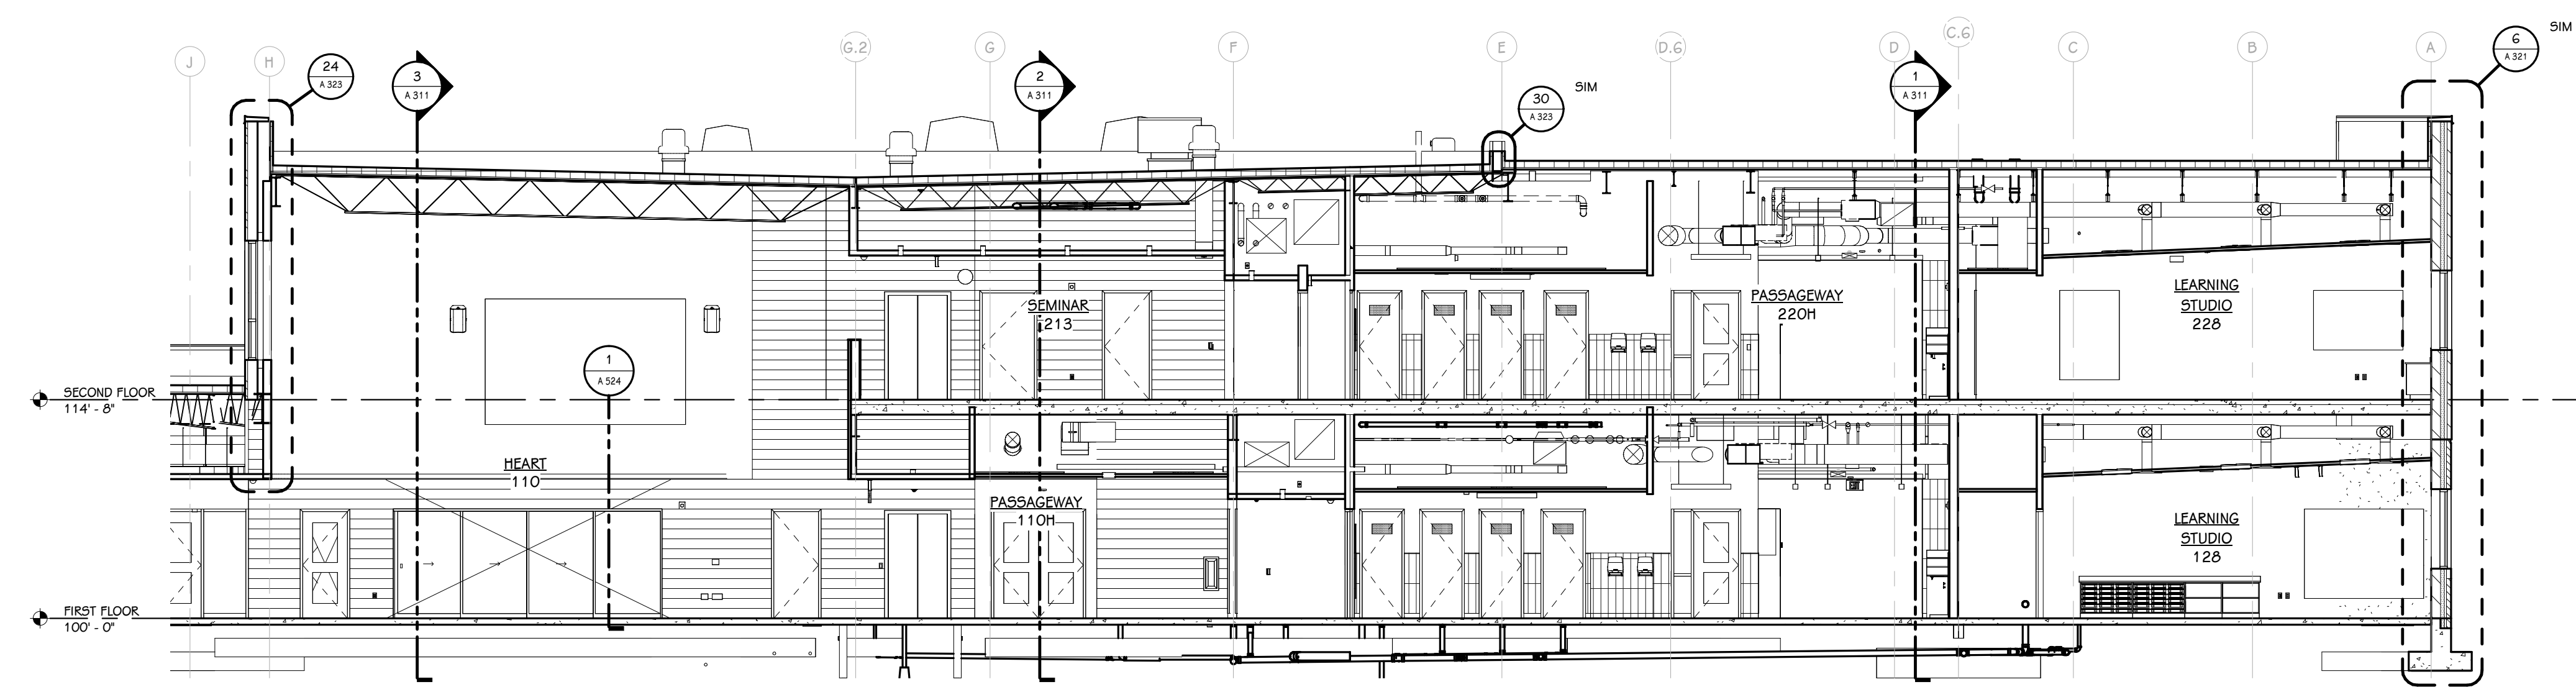 SIM
6
A 321
J
H
G.2
G
F
E
D.6
D
C.6
C
B
A
24
A 323
3
A 311
2
A 311
1
A 311
SIM
30
A 323
LEARNING
STUDIO
228
PASSAGEWAY
220H
SEMINAR
213
1
A 524
SECOND FLOOR
114' - 8"
HEART
110
PASSAGEWAY
110H
LEARNING
STUDIO
128
FIRST FLOOR
100' - 0"